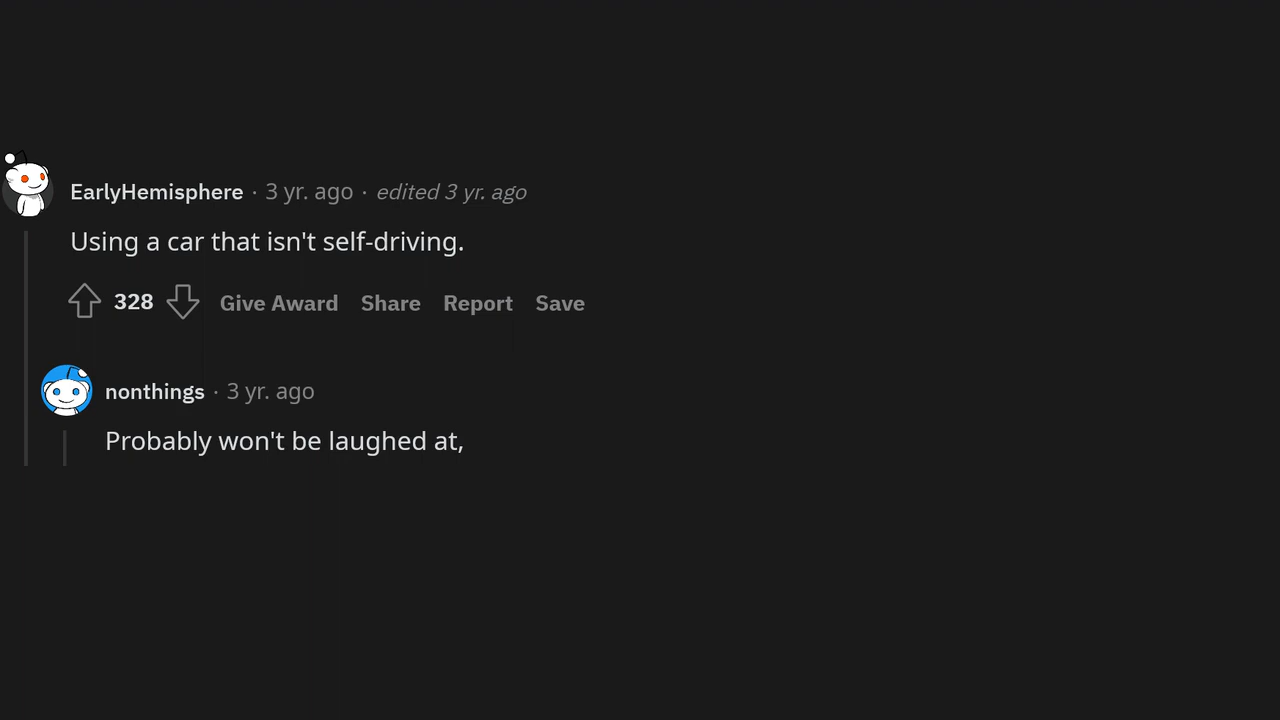 EarlyHemisphere · 3 yr. ago · edited 3 yr. ago
Using a car that isn't self-driving.
328 Give Award Share Report Save
nonthings · 3 yr. ago
Probably won't be laughed at,